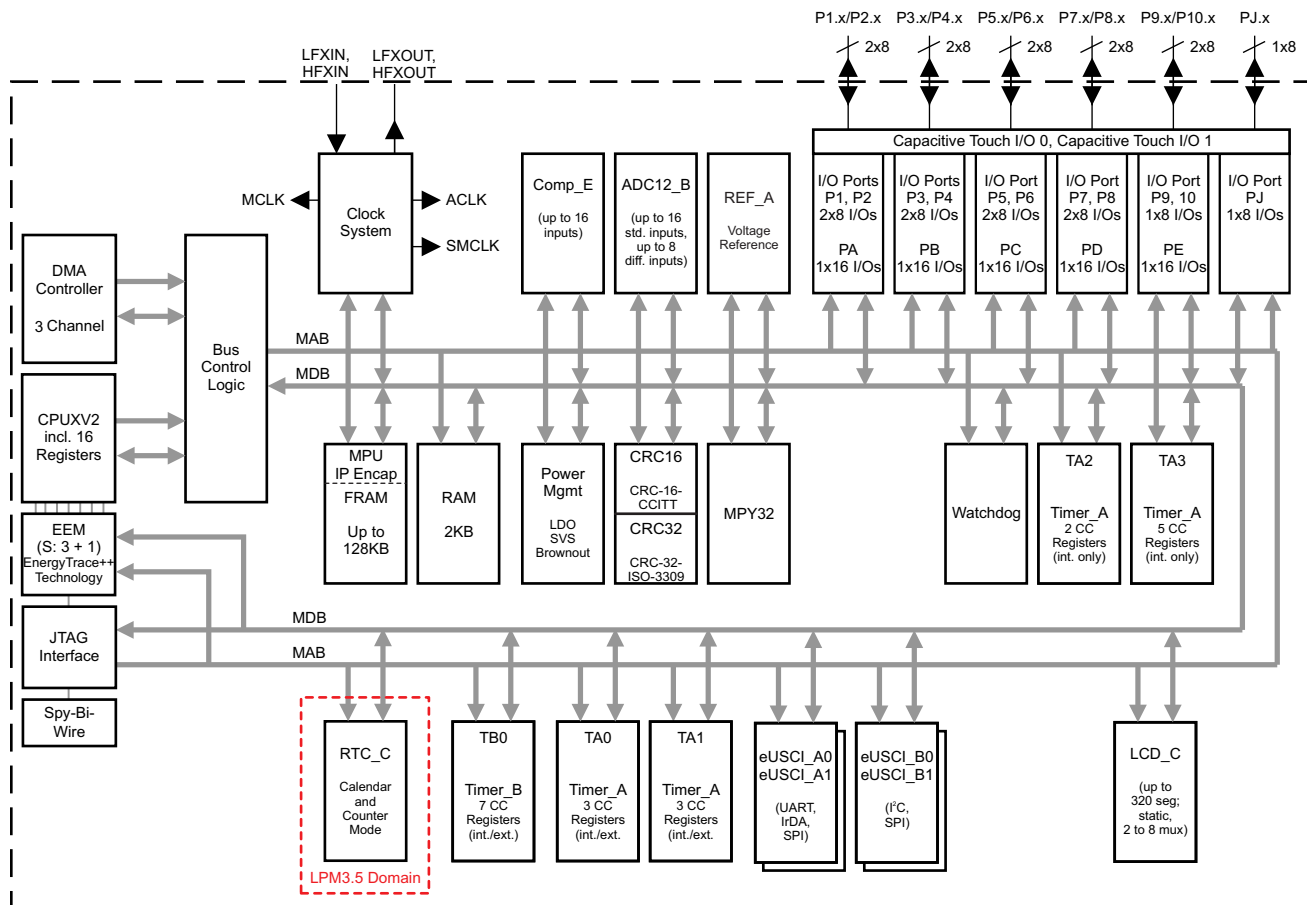 P1.x/P2.x P3.x/P4.x P5.x/P6.x P7.x/P8.x P9.x/P10.x PJ.x
2x8 2x8 2x8 2x8 2x8 1x8
LFXIN, HFXIN
LFXOUT, HFXOUT
Capacitive Touch I/O 0, Capacitive Touch I/O 1
MCLK
Clock
System
ACLK
SMCLK
Comp_E
(up to 16
inputs)
ADC12_B
(up to 16
std. inputs,
up to 8
diff. inputs)
REF_A
Voltage
Reference
I/O Ports
P1, P2
2x8 I/Os
PA
1x16 I/Os
I/O Ports
P3, P4
2x8 I/Os
PB
1x16 I/Os
I/O Port
P5, P6
2x8 I/Os
PC
1x16 I/Os
I/O Port
P7, P8
2x8 I/Os
PD
1x16 I/Os
I/O Port
P9, 10
1x8 I/Os
PE
1x16 I/Os
I/O Port
PJ
1x8 I/Os
DMA
Controller
3 Channel
Bus
Control
Logic
MAB
MDB
CPUXV2
incl. 16
Registers
MPU
IP Encap
FRAM
Up to
128KB
RAM
2KB
Power
Mgmt
LDO
SVS
Brownout
CRC16
CRC-16-
CCITT
CRC32
CRC-32-
ISO-3309
MPY32
Watchdog
TA2
Timer_A
2 CC
Registers
(int. only)
TA3
Timer_A
5 CC
Registers
(int. only)
EEM
(S: 3 + 1)
EnergyTrace++
Technology
MDB
MAB
JTAG
Interface
Spy-Bi-
Wire
RTC_C
Calendar
and
Counter
Mode
LPM3.5 Domain
TB0
Timer_B
7 CC
Registers
(int./ext.)
TA0
Timer_A
3 CC
Registers
(int./ext.)
TA1
Timer_A
3 CC
Registers
(int./ext.)
eUSCI_A0
eUSCI_A1
(UART,
IrDA,
SPI)
eUSCI_B0
eUSCI_B1
(I²C,
SPI)
LCD_C
(up to
320 seg;
static,
2 to 8 mux)